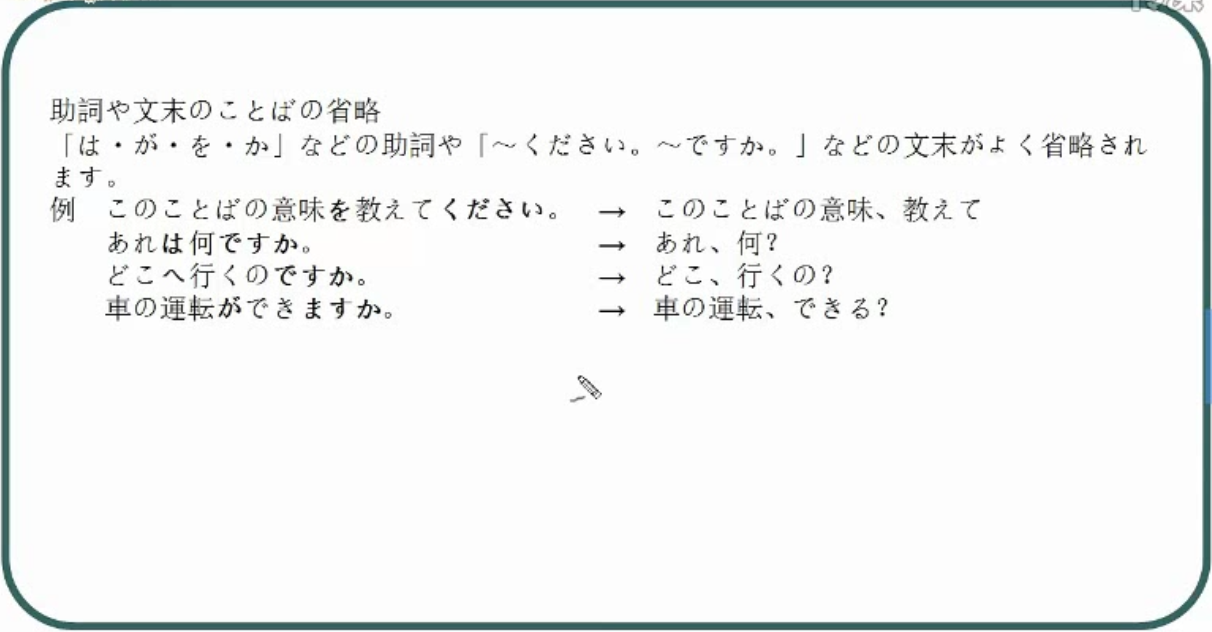 助詞や文末のことばの省略
「は・が・を・か」などの助詞や「～ください。～ですか。」などの文末がよく省略され
ます。
例　このことばの意味を教えてください。　→　このことばの意味、教えて
あれは何ですか。　→　あれ、何？
どこへ行くのですか。　→　どこ、行くの？
車の運転ができますか。　→　車の運転、できる？